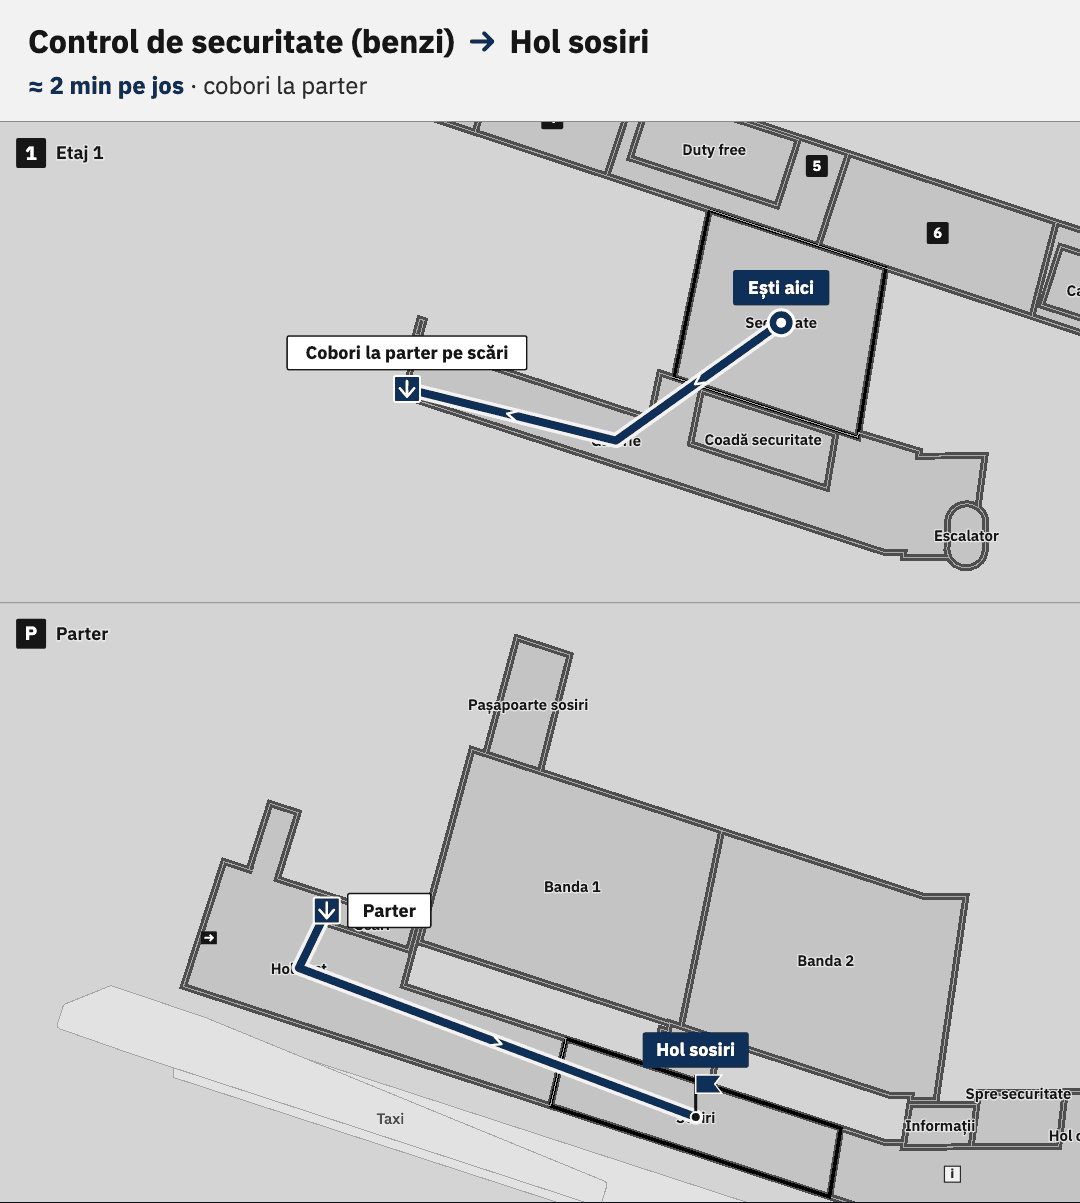 Control de securitate (benzi) → Hol sosiri
≈ 2 min pe jos · cobori la parter
1 Etaj 1
Duty free
5
6
Ești aici
Cobori la parter pe scări
Coadă securitate
Escalator
P Parter
Pașapoarte sosiri
Banda 1
Parter
Banda 2
Hol sosiri
Spre securitate
Informații
Taxi
i